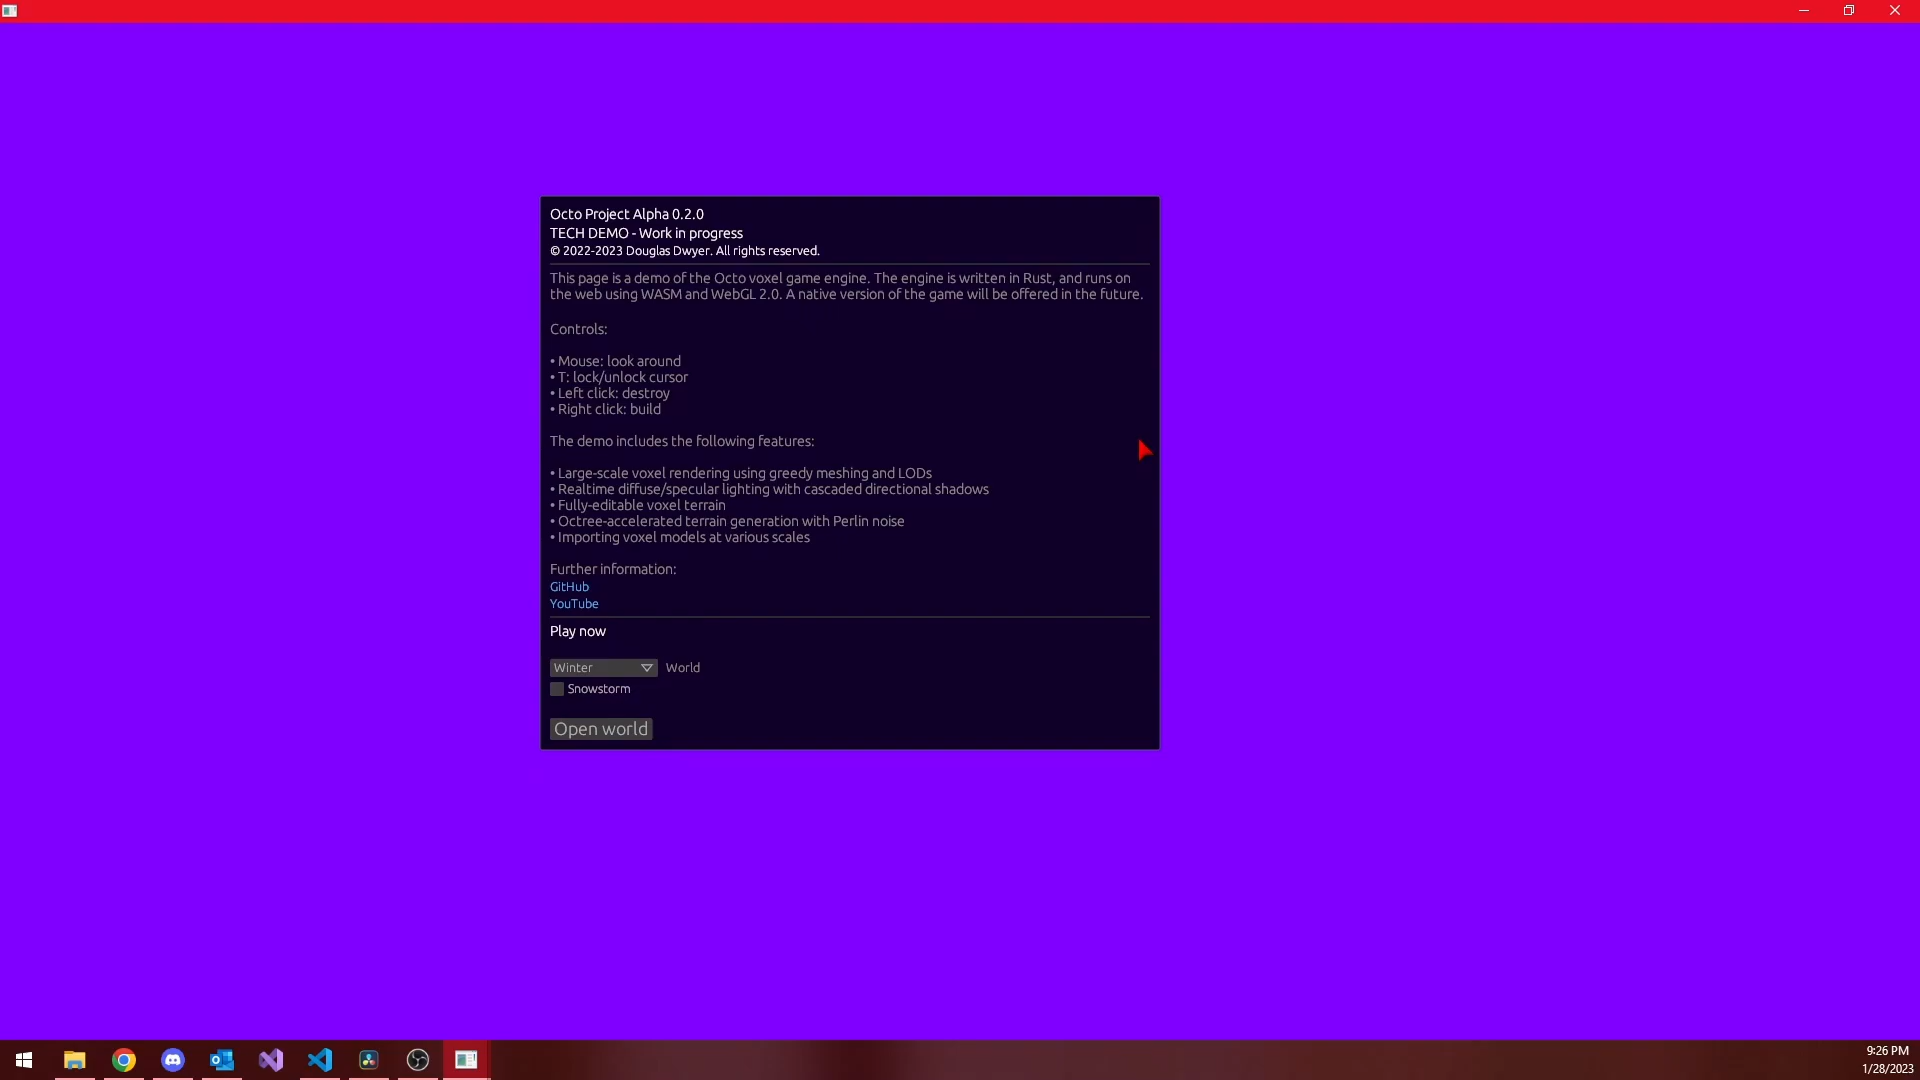 Octo Project Alpha 0.2.0
TECH DEMO - Work in progress
© 2022-2023 Douglas Dwyer. All rights reserved.
This page is a demo of the Octo voxel game engine. The engine is written in Rust, and runs on
the web using WASM and WebGL 2.0. A native version of the game will be offered in the future.
Controls:
• Mouse: look around
• T: lock/unlock cursor
• Left click: destroy
• Right click: build
The demo includes the following features:
• Large-scale voxel rendering using greedy meshing and LODs
• Realtime diffuse/specular lighting with cascaded directional shadows
• Fully-editable voxel terrain
• Octree-accelerated terrain generation with Perlin noise
• Importing voxel models at various scales
Further information:
GitHub
YouTube
Play now
Winter World
Snowstorm
Open world
9:26 PM
1/28/2023